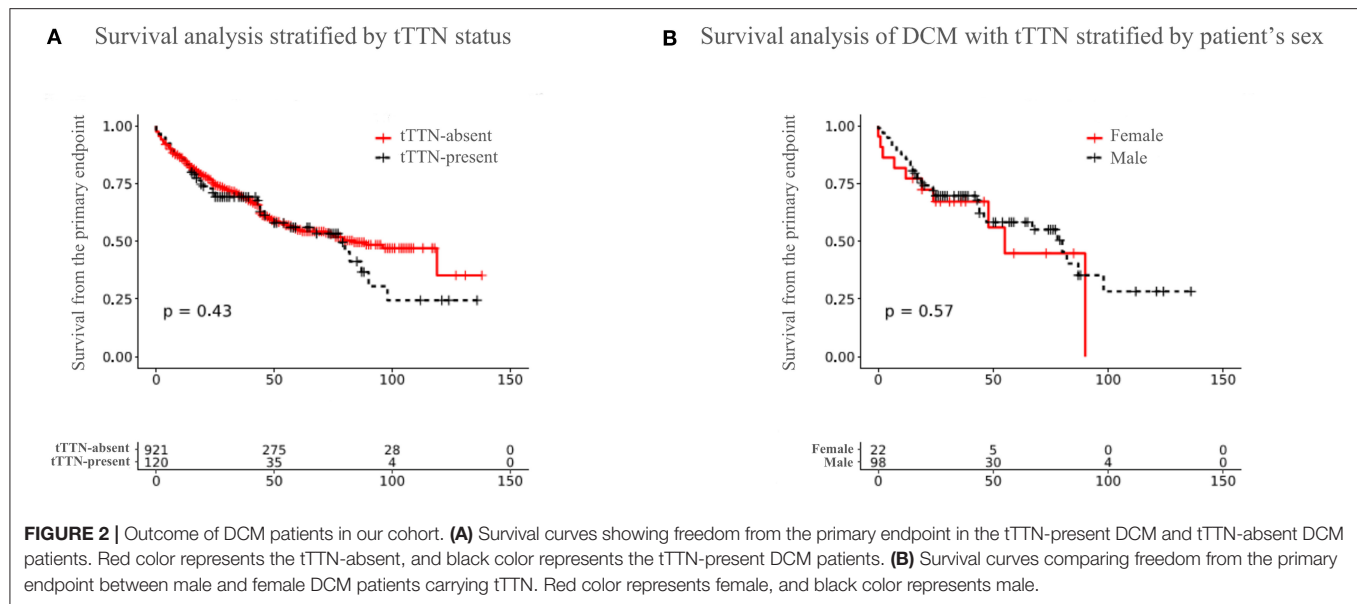 A Survival analysis stratified by tTTN status
Survival from the primary endpoint
1.00
0.75
0.50
0.25
0.00
tTTN-absent
tTTN-present
p = 0.43
0 50 100 150
tTTN-absent 921 275 28 0
tTTN-present 120 35 4 0
0 50 100 150
B Survival analysis of DCM with tTTN stratified by patient's sex
Survival from the primary endpoint
1.00
0.75
0.50
0.25
0.00
Female
Male
p = 0.57
0 50 100 150
Female 22 5 0 0
Male 98 30 4 0
0 50 100 150
FIGURE 2 | Outcome of DCM patients in our cohort. (A) Survival curves showing freedom from the primary endpoint in the tTTN-present DCM and tTTN-absent DCM
patients. Red color represents the tTTN-absent, and black color represents the tTTN-present DCM patients. (B) Survival curves comparing freedom from the primary
endpoint between male and female DCM patients carrying tTTN. Red color represents female, and black color represents male.